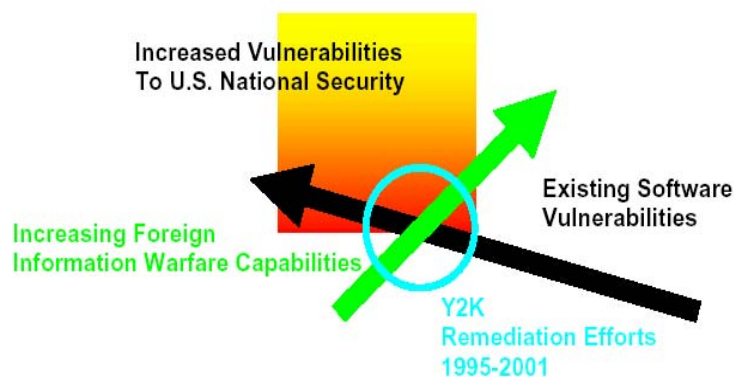 Increased Vulnerabilities
To U.S. National Security
Existing Software
Vulnerabilities
Increasing Foreign
Information Warfare Capabilities
Y2K
Remediation Efforts
1995-2001